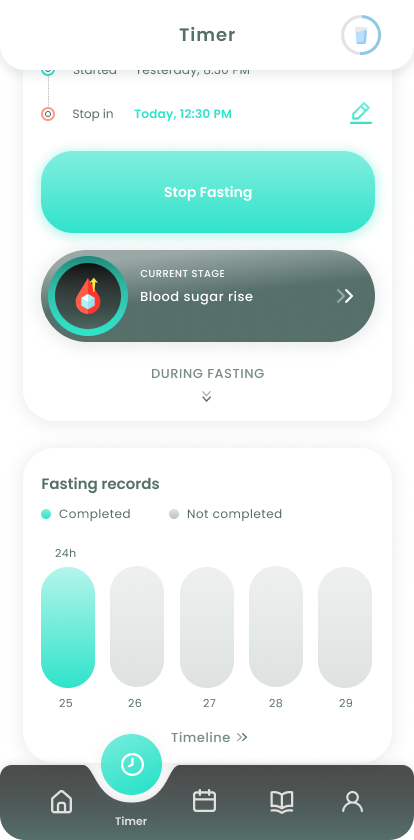 Timer
Started Yesterday, 8:30 PM
Stop in Today, 12:30 PM
Stop Fasting
CURRENT STAGE
Blood sugar rise
DURING FASTING
Fasting records
Completed Not completed
24h
25 26 27 28 29
Timeline
Timer